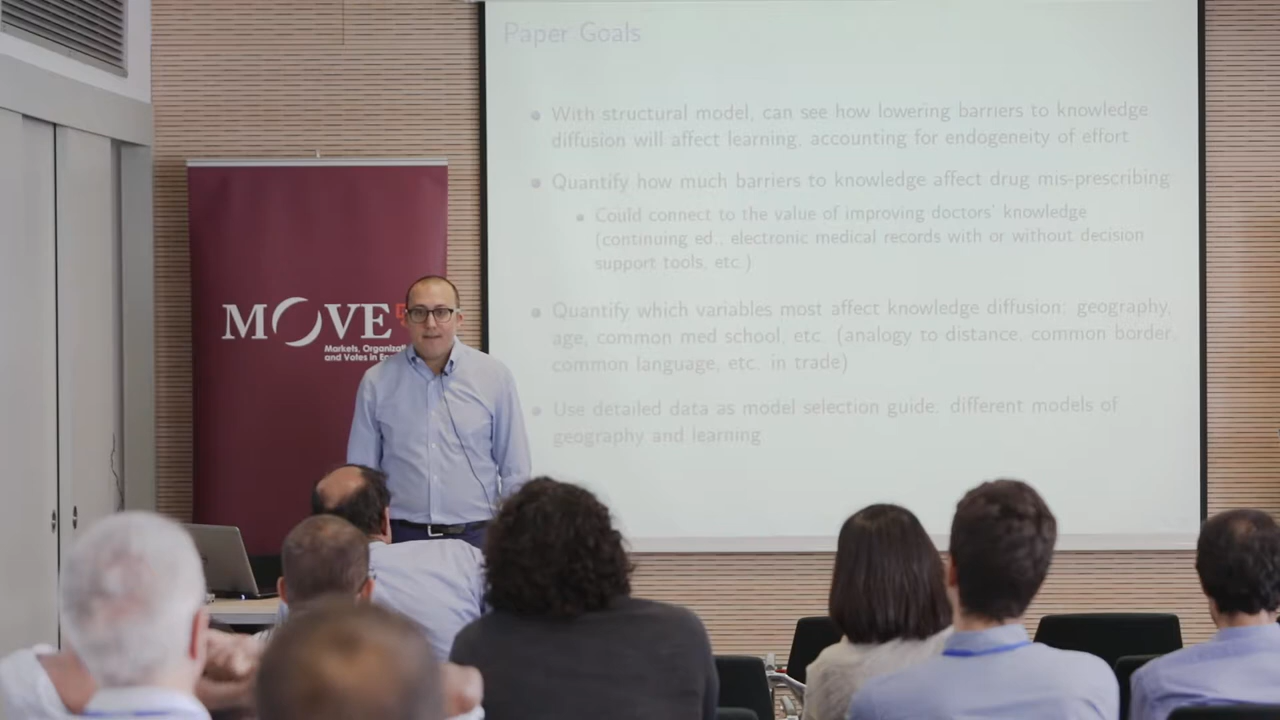 Paper Goals
With structural model, can see how lowering barriers to knowledge
diffusion will affect learning, accounting for endogeneity of effort
Quantify how much barriers to knowledge affect drug mis-prescribing
Could connect to the value of improving doctors' knowledge
(continuing ed., electronic medical records with or without decision
support tools, etc.)
Quantify which variables most affect knowledge diffusion: geography,
age, common med school, etc. (analogy to distance, common border
common language, etc. in trade)
Use detailed data as model selection guide: different models of
geography and learning
MOVE
Markets,
and Votes in